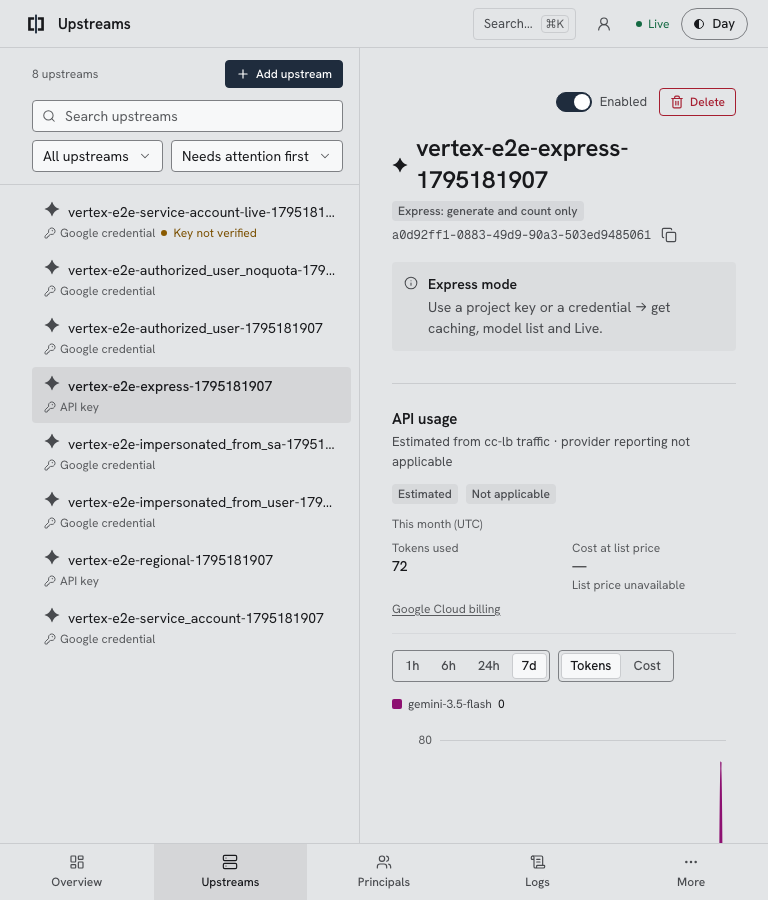 Upstreams
Search... ⌘K
Live
Day
8 upstreams
Add upstream
Search upstreams
All upstreams
Needs attention first
vertex-e2e-service-account-live-1795181...
Google credential
Key not verified
vertex-e2e-authorized_user_noquota-179...
Google credential
vertex-e2e-authorized_user-1795181907
Google credential
vertex-e2e-express-1795181907
API key
vertex-e2e-impersonated_from_sa-17951...
Google credential
vertex-e2e-impersonated_from_user-179...
Google credential
vertex-e2e-regional-1795181907
API key
vertex-e2e-service_account-1795181907
Google credential
Enabled
Delete
vertex-e2e-express-
1795181907
Express: generate and count only
a0d92ff1-0883-49d9-90a3-503ed9485061
Express mode
Use a project key or a credential → get
caching, model list and Live.
API usage
Estimated from cc-lb traffic · provider reporting not
applicable
Estimated
Not applicable
This month (UTC)
Tokens used
72
Cost at list price
—
List price unavailable
Google Cloud billing
1h 6h 24h 7d
Tokens Cost
gemini-3.5-flash 0
80
Overview
Upstreams
Principals
Logs
More